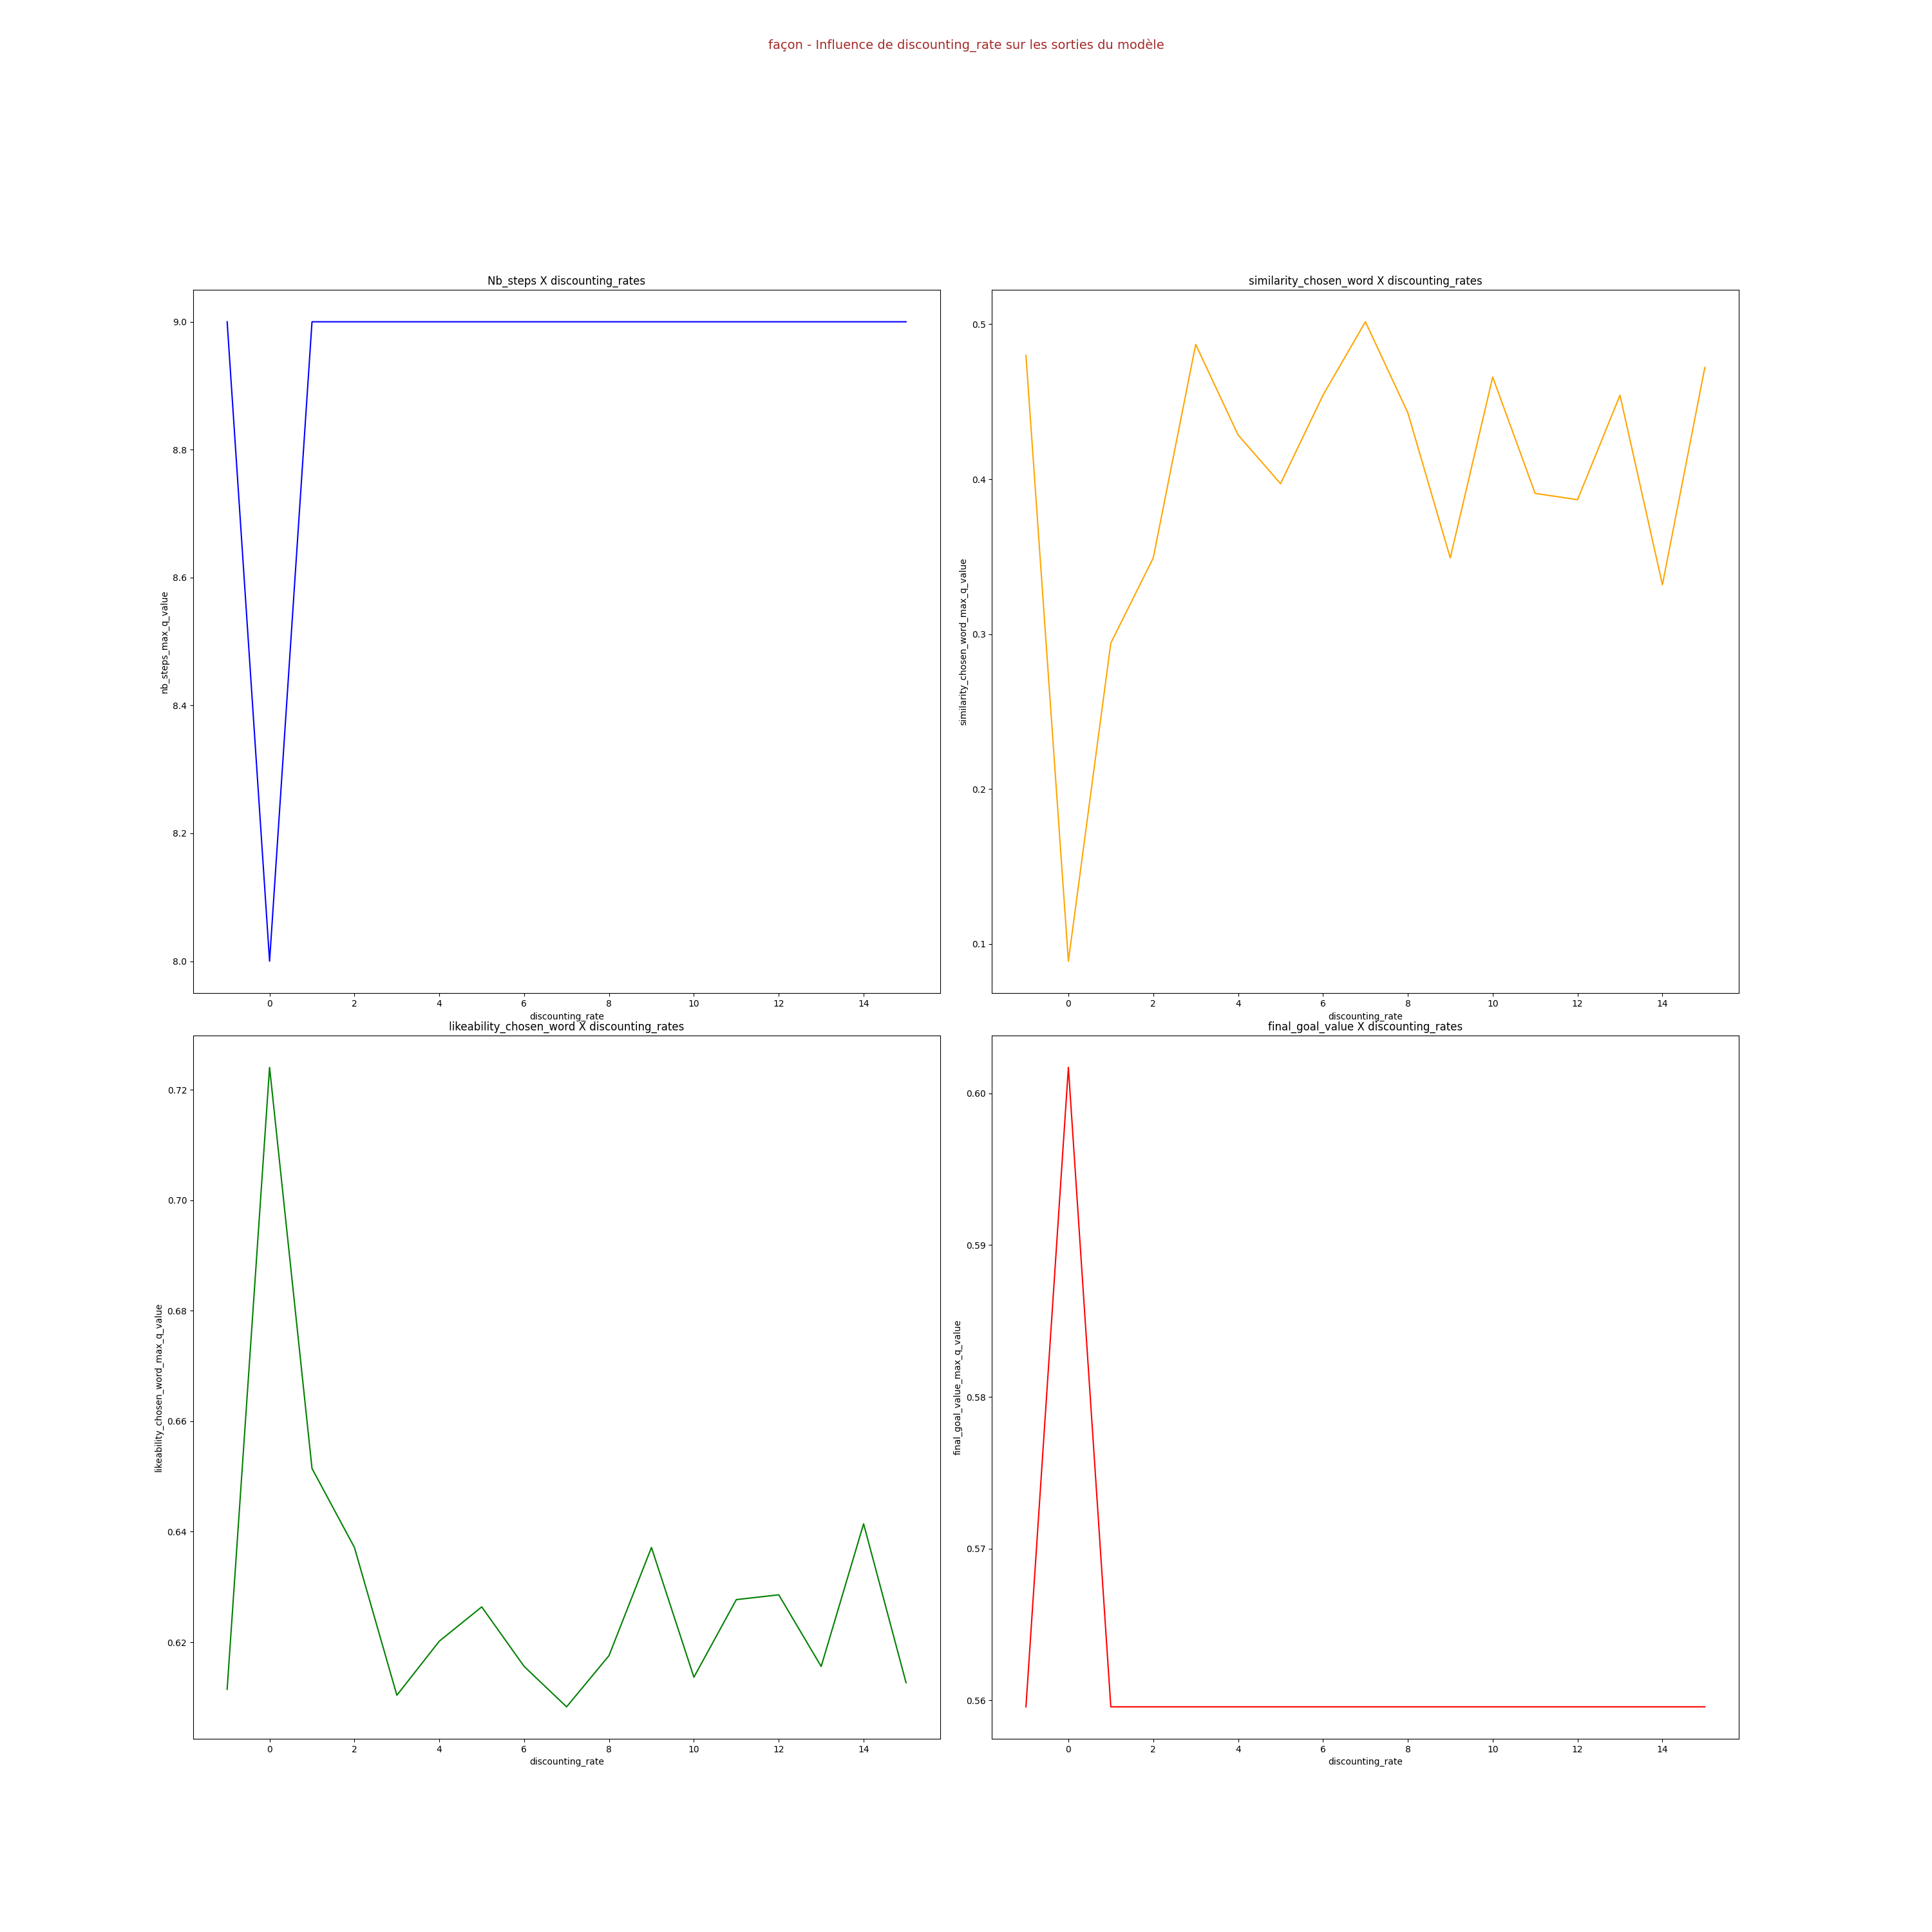 façon - Influence de discounting_rate sur les sorties du modèle
Nb_steps X discounting_rates
9.0
8.8
8.6
8.4
8.2
8.0
nb_steps_max_q_value
0 2 4 6 8 10 12 14
discounting_rate
similarity_chosen_word X discounting_rates
0.5
0.4
0.3
0.2
0.1
similarity_chosen_word_max_q_value
0 2 4 6 8 10 12 14
discounting_rate
likeability_chosen_word X discounting_rates
0.72
0.70
0.68
0.66
0.64
0.62
likeability_chosen_word_max_q_value
0 2 4 6 8 10 12 14
discounting_rate
final_goal_value X discounting_rates
0.60
0.59
0.58
0.57
0.56
final_goal_value_max_q_value
0 2 4 6 8 10 12 14
discounting_rate